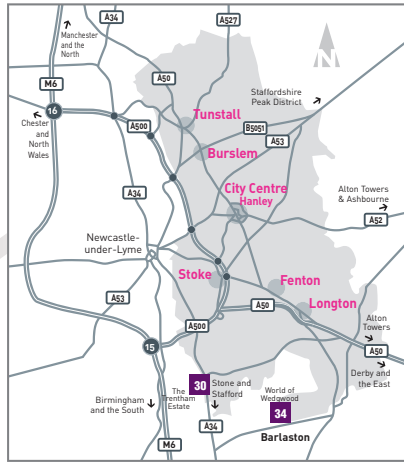 A34
A527
Manchester
and the
North
A50
M6
N
Staffordshire
Peak District
16
Tunstall
A500
B5051
Chester
and
North
Wales
A53
Burslem
A34
City Centre
Hanley
Alton Towers
& Ashbourne
A52
Newcastle-
under-Lyme
Stoke
Fenton
A53
Longton
A50
A500
Alton
Towers
15
A50
Derby and
the East
30
Stone and
Stafford
The
Trentham
Estate
World of
Wedgwood
34
Birmingham
and the South
A34
Barlaston
M6